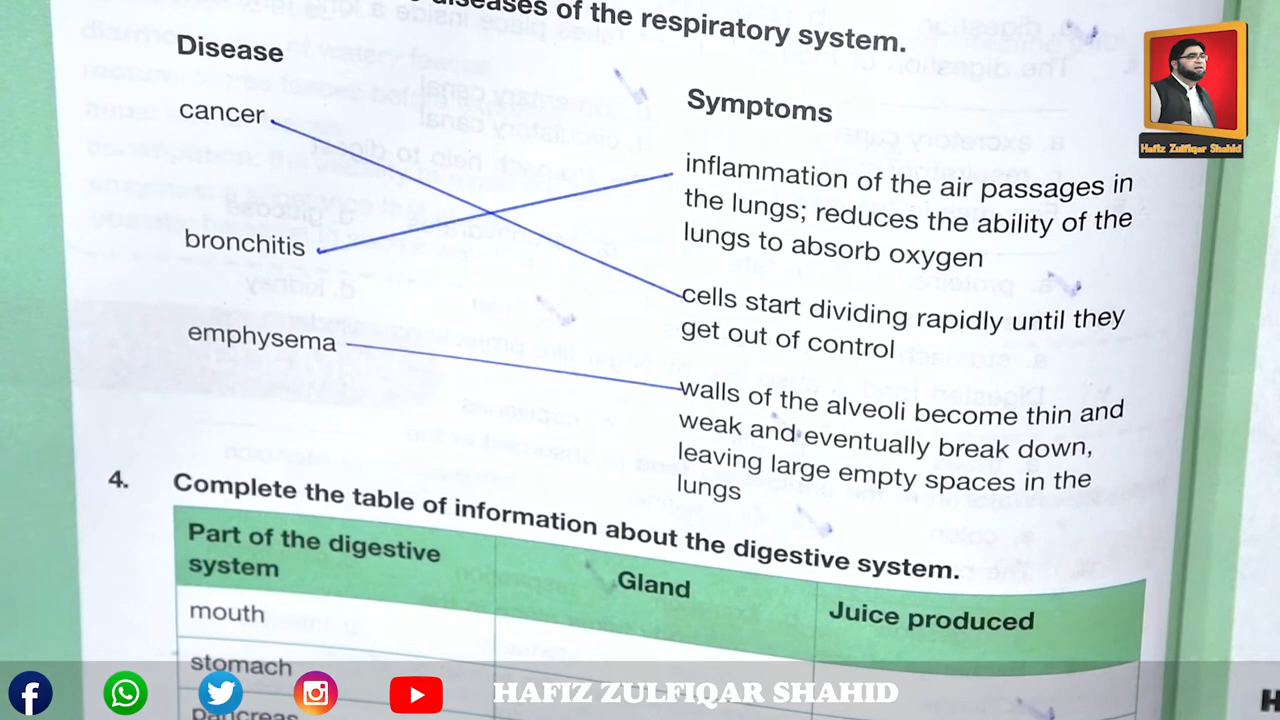 diseases of the respiratory system.
Disease
Symptoms
cancer
bronchitis
emphysema
inflammation of the air passages in
the lungs; reduces the ability of the
lungs to absorb oxygen
cells start dividing rapidly until they
get out of control
walls of the alveoli become thin and
weak and eventually break down,
leaving large empty spaces in the
lungs
4. Complete the table of information about the digestive system.
Part of the digestive
system
Gland
Juice produced
mouth
stomach
pancreas
Hafiz Zulfiqar Shahid
HAFIZ ZULFIQAR SHAHID
H